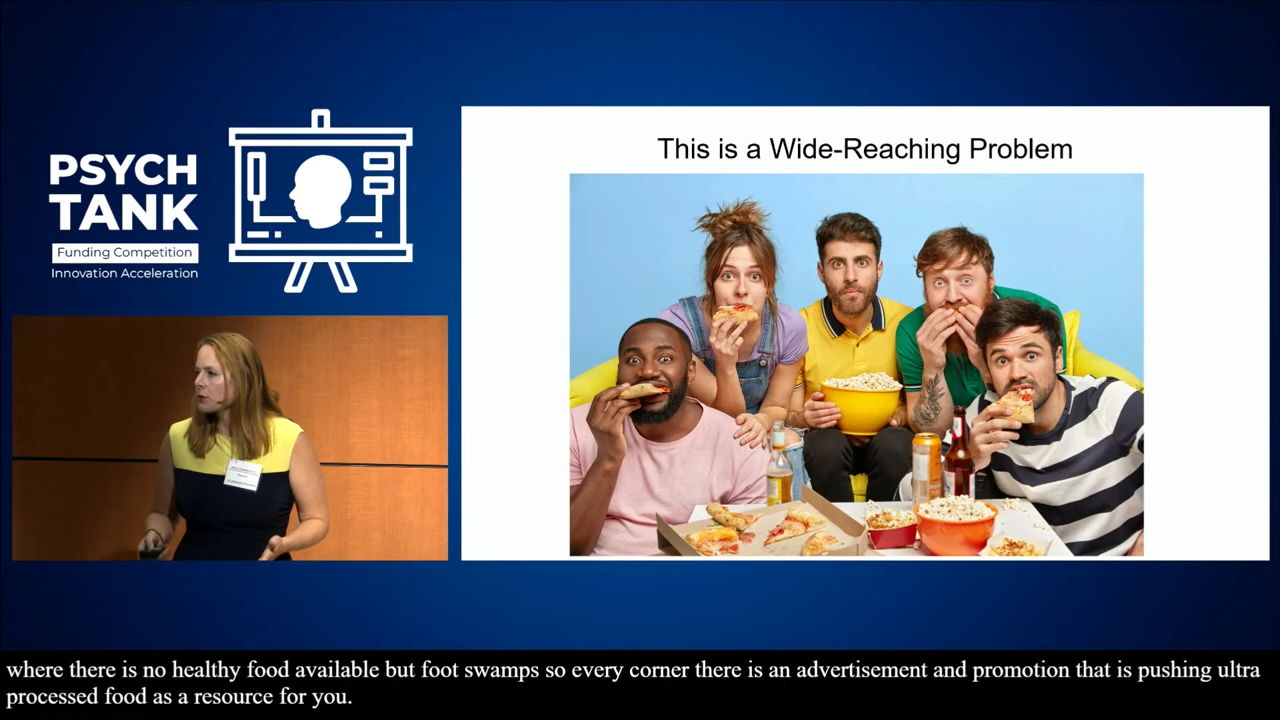 PSYCH
TANK
Funding Competition
Innovation Acceleration
This is a Wide-Reaching Problem
where there is no healthy food available but foot swamps so every corner there is an advertisement and promotion that is pushing ultra
processed food as a resource for you.